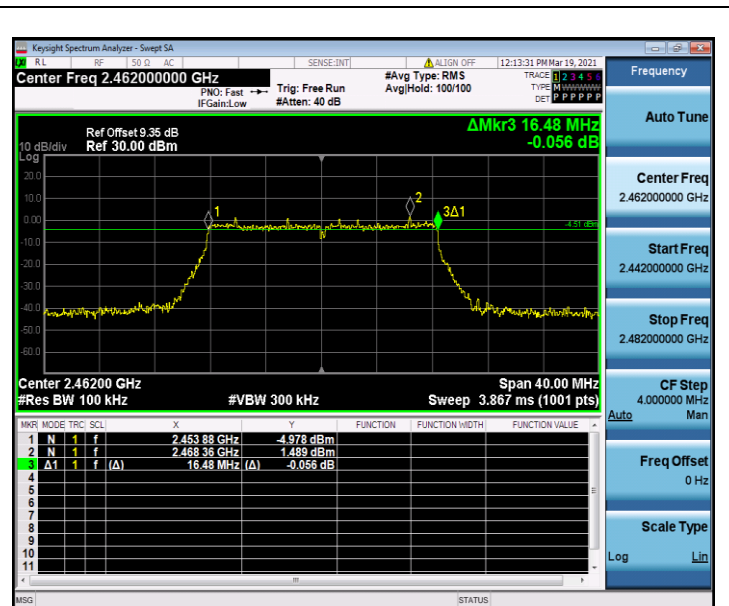 Keysight Spectrum Analyzer - Swept SA
RL RF 50 Ω AC SENSE:INT ALIGN OFF 12:13:31 PM Mar 19, 2021
Center Freq 2.462000000 GHz
PNO: Fast
IFGain:Low
Trig: Free Run
#Atten: 40 dB
#Avg Type: RMS
Avg|Hold: 100/100
TRACE 1 2 3 4 5 6
TYPE M W W W W W
DET P P P P P P
Ref Offset 9.35 dB
Ref 30.00 dBm
10 dB/div
Log
ΔMkr3 16.48 MHz
-0.056 dB
20.0
10.0
0.00
-10.0
-20.0
-30.0
-40.0
-50.0
-60.0
1
2
3Δ1
-4.51 dBm
Center 2.46200 GHz
Span 40.00 MHz
#Res BW 100 kHz
#VBW 300 kHz
Sweep 3.867 ms (1001 pts)
MKR MODE TRC SCL X Y FUNCTION FUNCTION WIDTH FUNCTION VALUE
1 N 1 f 2.453 88 GHz -4.978 dBm
2 N 1 f 2.468 36 GHz 1.489 dBm
3 Δ1 1 f (Δ) 16.48 MHz (Δ) -0.056 dB
4
5
6
7
8
9
10
11
MSG
STATUS
Frequency
Auto Tune
Center Freq
2.462000000 GHz
Start Freq
2.442000000 GHz
Stop Freq
2.482000000 GHz
CF Step
4.000000 MHz
Auto Man
Freq Offset
0 Hz
Scale Type
Log Lin